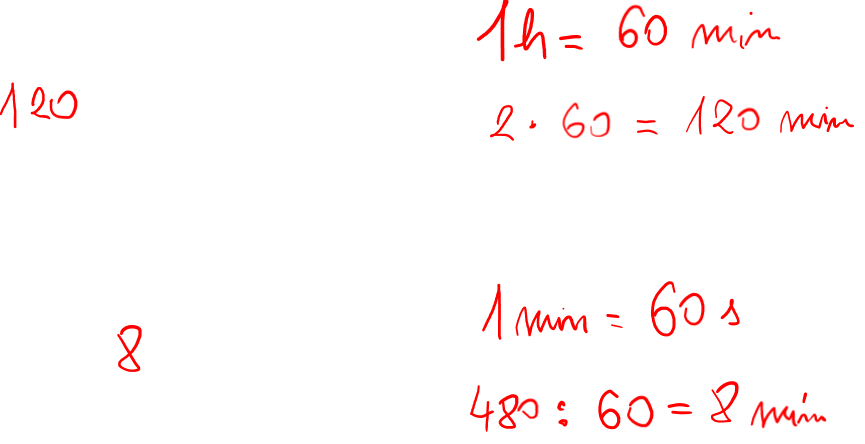 1h = 60 min
120
2 · 60 = 120 min
1 min = 60 s
8
480 : 60 = 8 min